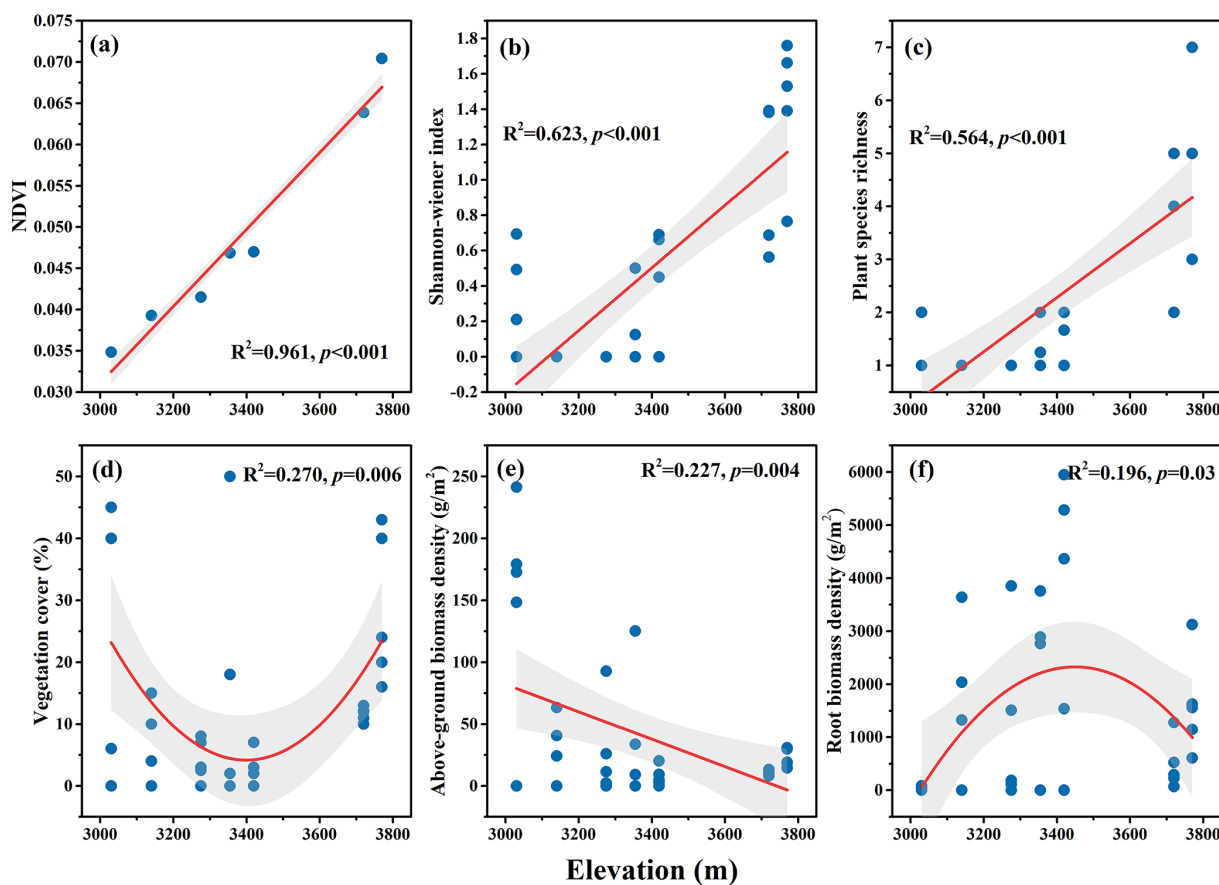 (a)
NDVI
0.075
0.070
0.065
0.060
0.055
0.050
0.045
0.040
0.035
0.030
R²=0.961, p<0.001
3000 3200 3400 3600 3800
(b)
Shannon-wiener index
1.8
1.6
1.4
1.2
1.0
0.8
0.6
0.4
0.2
0.0
-0.2
R²=0.623, p<0.001
3000 3200 3400 3600 3800
(c)
Plant species richness
7
6
5
4
3
2
1
R²=0.564, p<0.001
3000 3200 3400 3600 3800
(d)
Vegetation cover (%)
50
40
30
20
10
0
R²=0.270, p=0.006
3000 3200 3400 3600 3800
(e)
Above-ground biomass density (g/m²)
250
200
150
100
50
0
R²=0.227, p=0.004
3000 3200 3400 3600 3800
(f)
Root biomass density (g/m²)
6000
5000
4000
3000
2000
1000
0
R²=0.196, p=0.03
3000 3200 3400 3600 3800
Elevation (m)